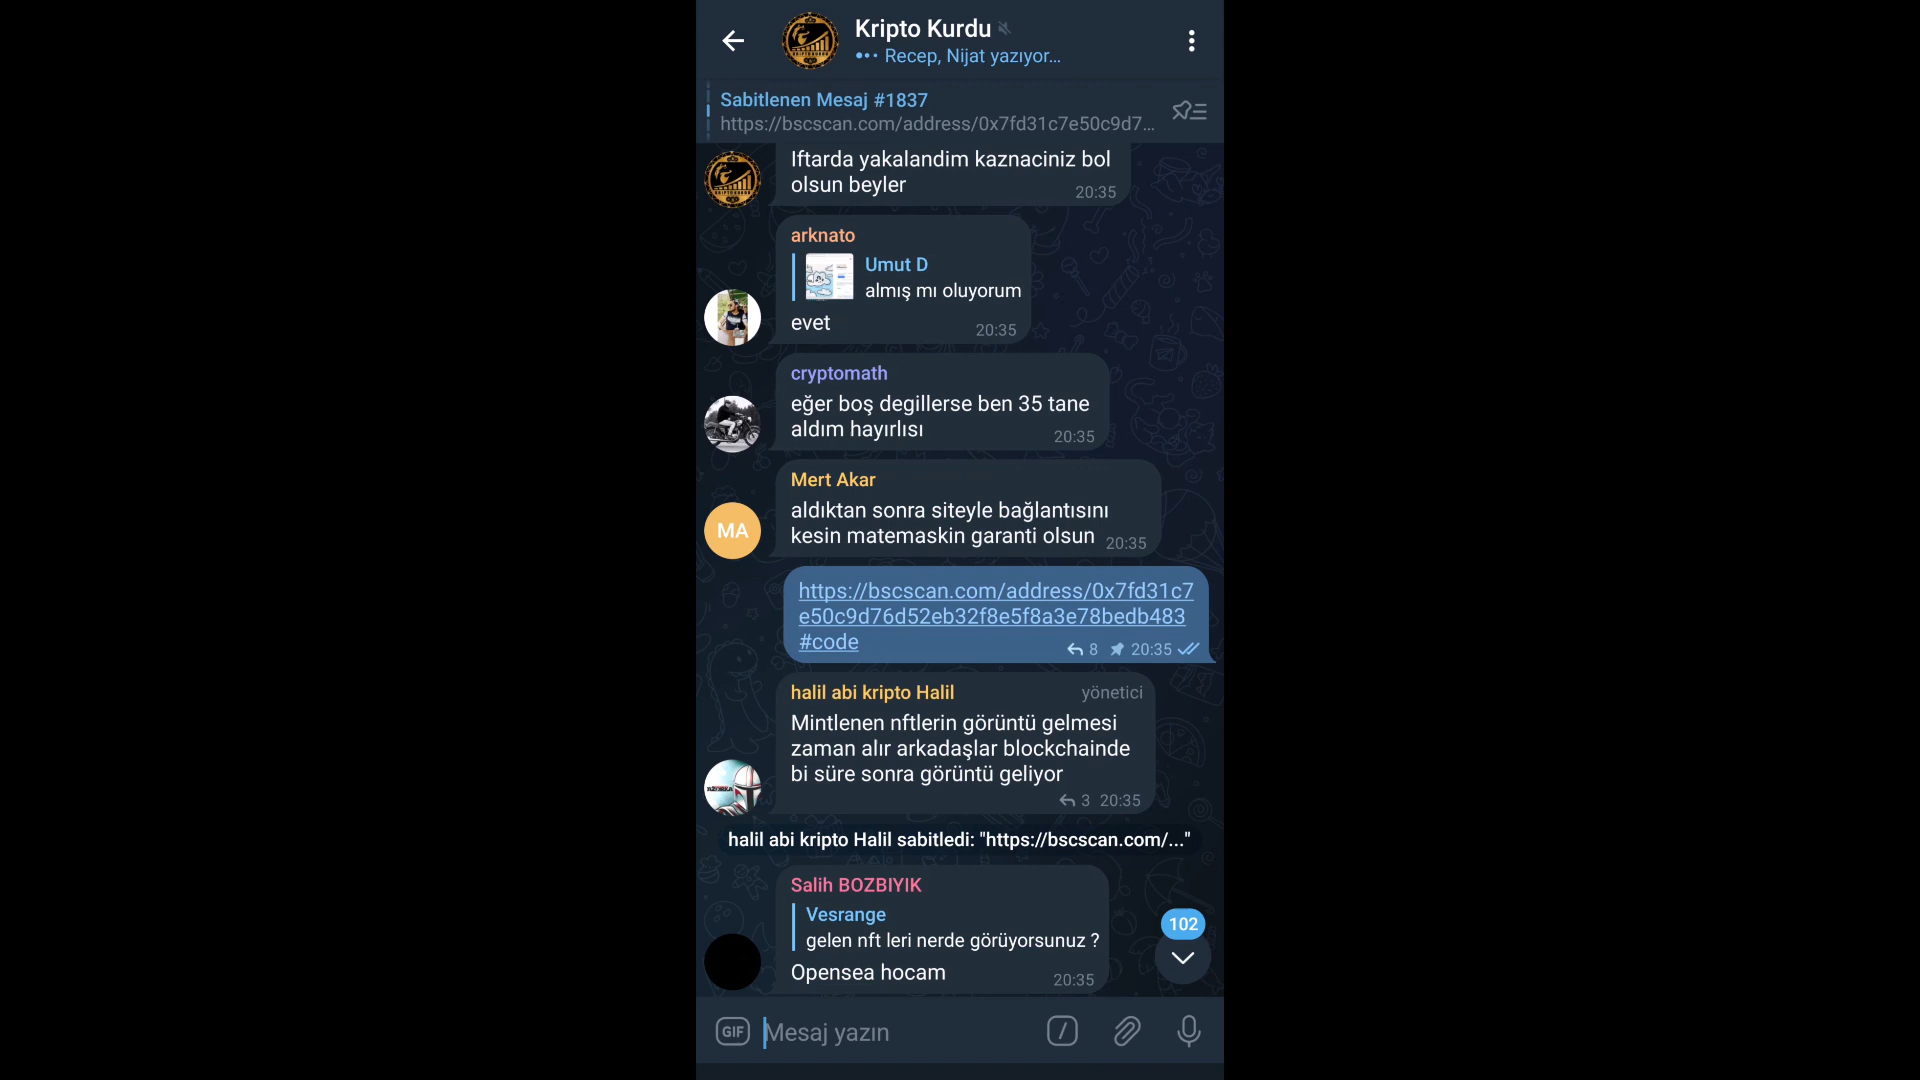 Kripto Kurdu
Recep, Nijat yazıyor...
Sabitlenen Mesaj #1837
https://bscscan.com/address/0x7fd31c7e50c9d7...
Iftarda yakalandim kaznaciniz bol
olsun beyler
20:35
arknato
Umut D
almış mı oluyorum
evet
20:35
cryptomath
eğer boş degillerse ben 35 tane
aldım hayırlısı
20:35
Mert Akar
MA
aldıktan sonra siteyle bağlantısını
kesin matemaskin garanti olsun
20:35
https://bscscan.com/address/0x7fd31c7
e50c9d76d52eb32f8e5f8a3e78bedb483
#code
8 20:35
halil abi kripto Halil yönetici
Mintlenen nftlerin görüntü gelmesi
zaman alır arkadaşlar blockchainde
bi süre sonra görüntü geliyor
3 20:35
halil abi kripto Halil sabitledi: "https://bscscan.com/..."
Salih BOZBIYIK
Vesrange
gelen nft leri nerde görüyorsunuz ?
Opensea hocam
20:35
102
GIF
Mesaj yazın